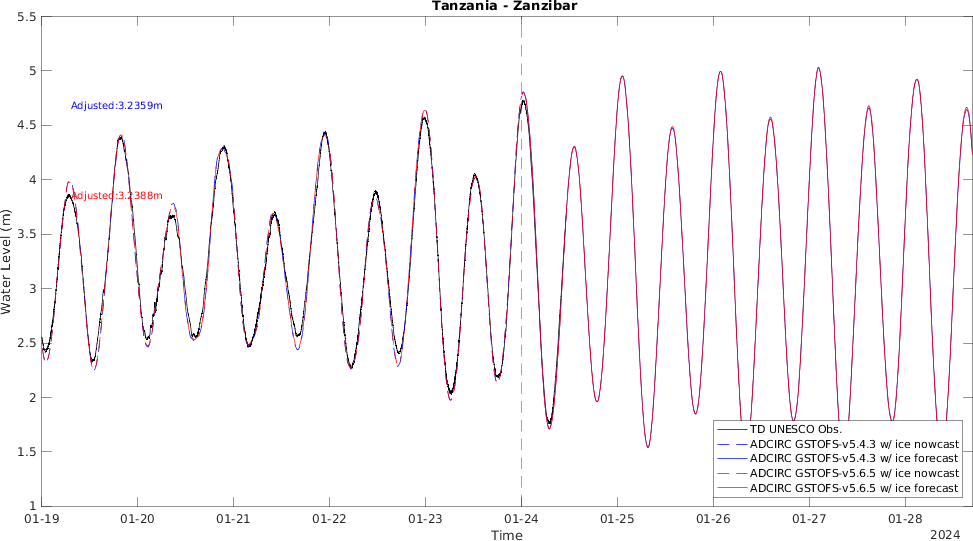 Tanzania - Zanzibar
5.5
5
4.5
4
3.5
3
2.5
2
1.5
1
Water Level (m)
Adjusted:3.2359m
Adjusted:3.2388m
TD UNESCO Obs.
ADCIRC GSTOFS-v5.4.3 w/ ice nowcast
ADCIRC GSTOFS-v5.4.3 w/ ice forecast
ADCIRC GSTOFS-v5.6.5 w/ ice nowcast
ADCIRC GSTOFS-v5.6.5 w/ ice forecast
01-19 01-20 01-21 01-22 01-23 01-24 01-25 01-26 01-27 01-28
Time
2024